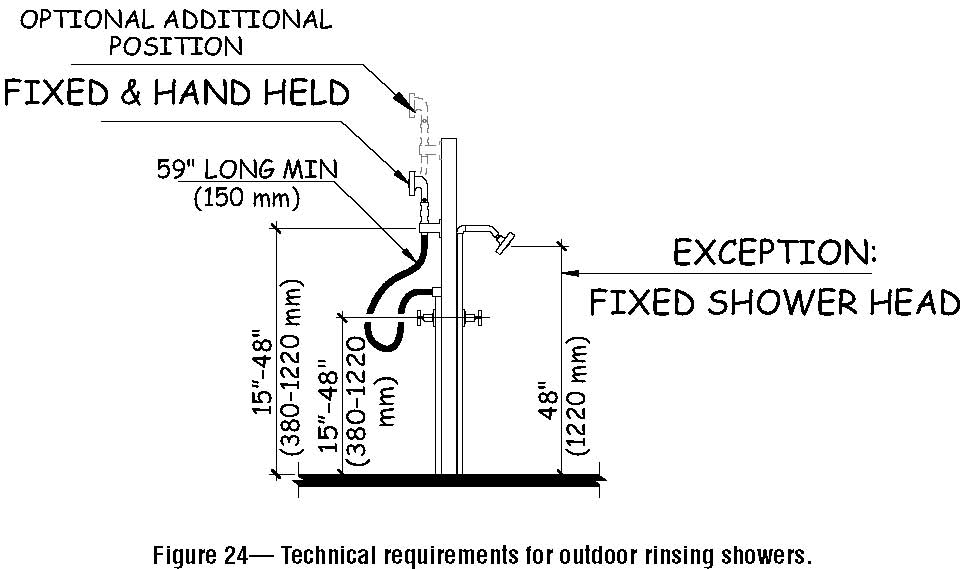 OPTIONAL ADDITIONAL
POSITION
FIXED & HAND HELD
59" LONG MIN
(150 mm)
EXCEPTION:
FIXED SHOWER HEAD
15"-48"
(380-1220 mm)
15"-48"
(380-1220
mm)
48"
(1220 mm)
Figure 24— Technical requirements for outdoor rinsing showers.